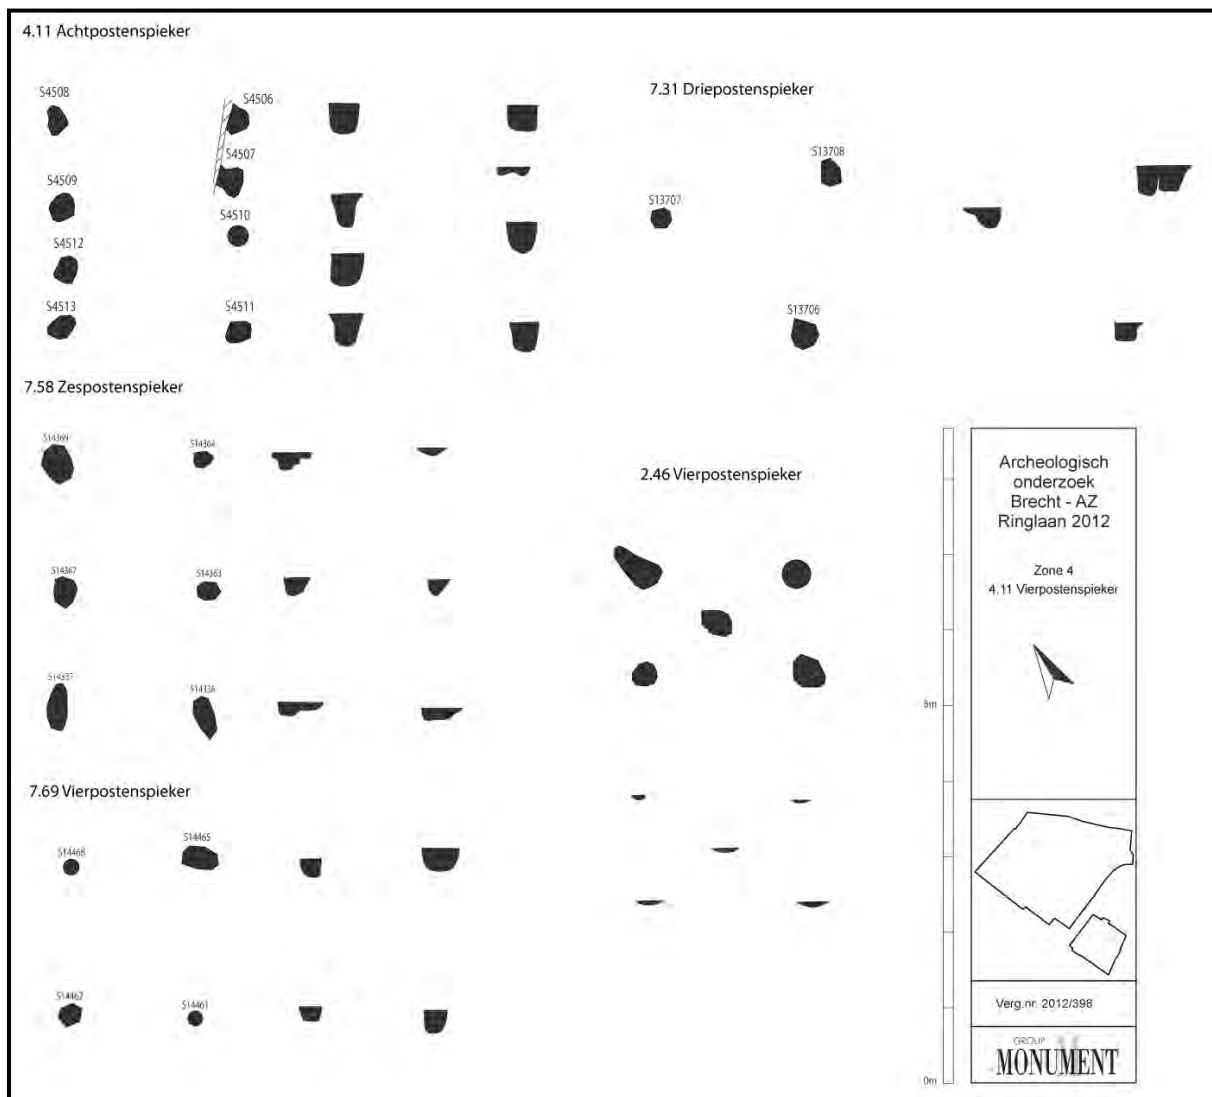 4.11 Achtpostenspieker
S4508
S4506
S4507
S4509
S4510
S4512
S4513
S4511
7.31 Driepostenspieker
S13708
S13707
S13706
7.58 Zespostenspieker
S14369
S14364
S14367
S14363
S14337
S14336
2.46 Vierpostenspieker
7.69 Vierpostenspieker
S14468
S14465
S14462
S14461
Archeologisch
onderzoek
Brecht - AZ
Ringlaan 2012
Zone 4
4.11 Vierpostenspieker
5m
0m
Verg.nr. 2012/398
GROUP
MONUMENT